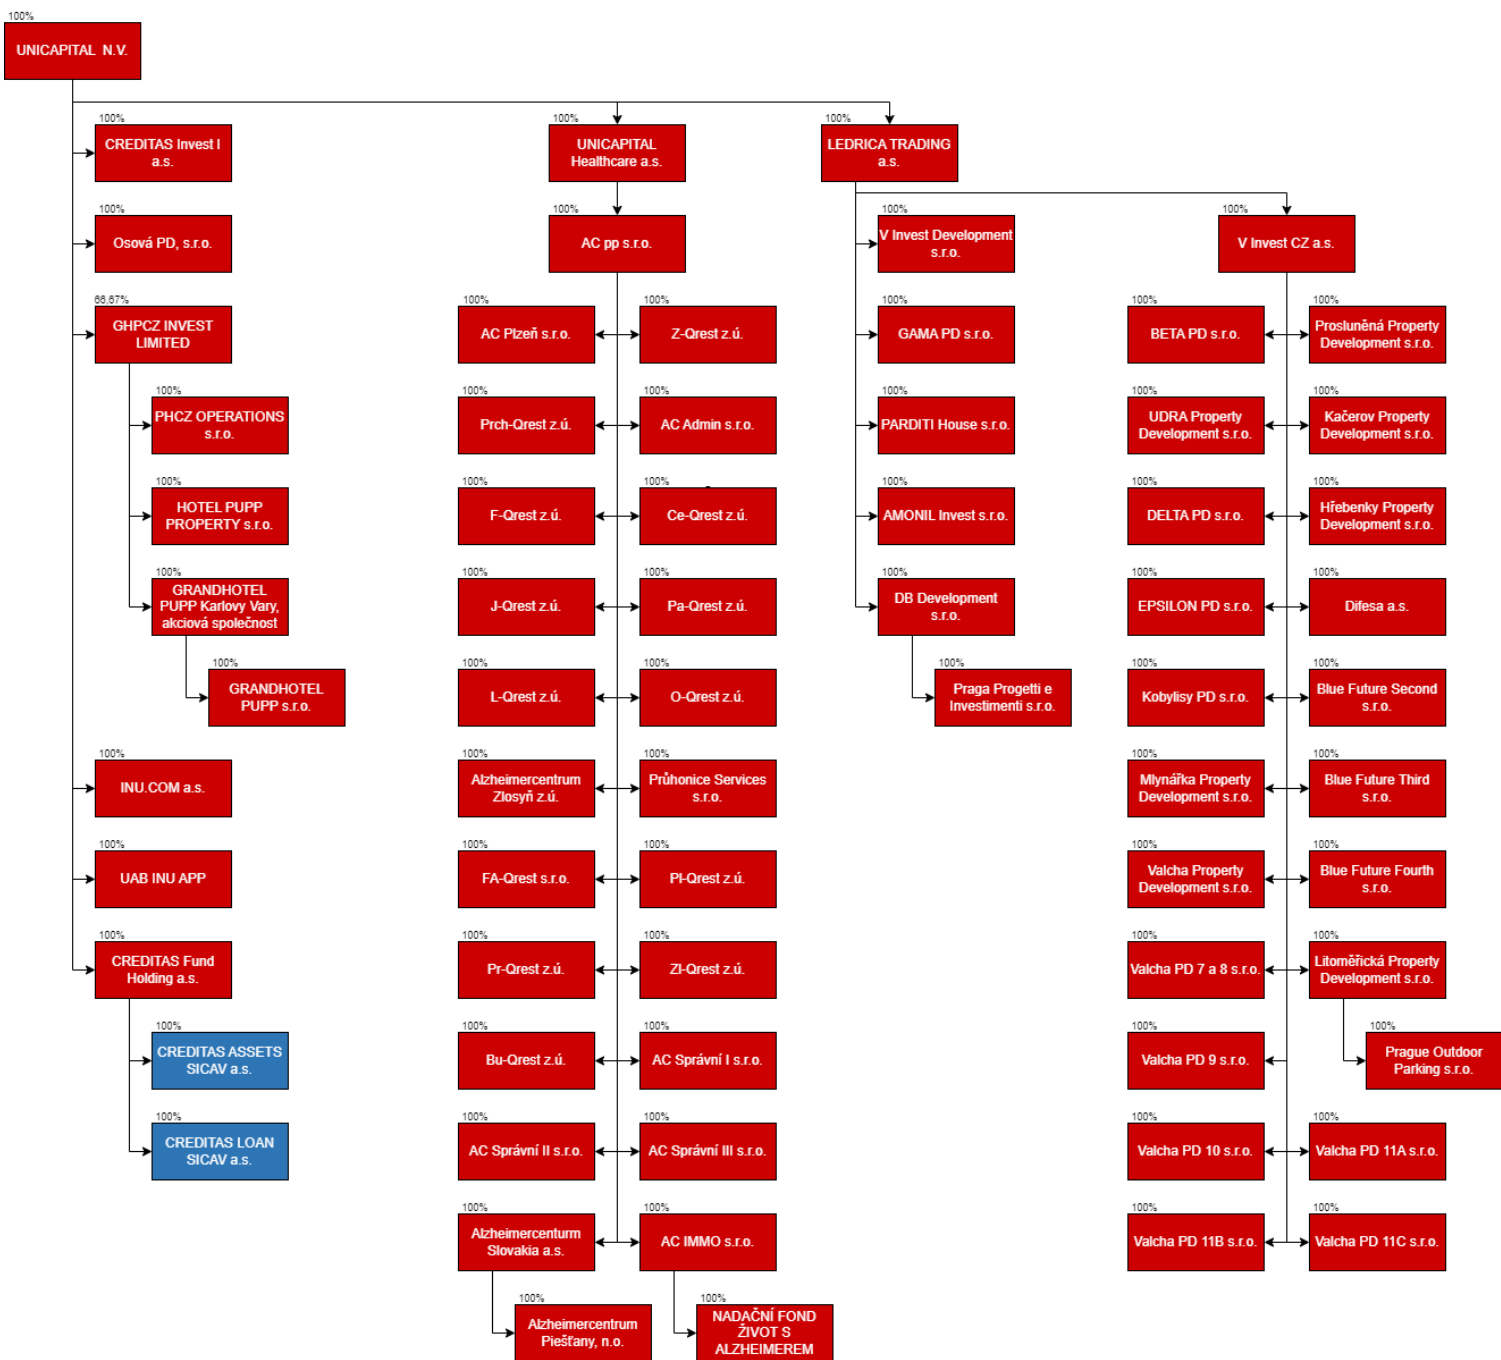 100%
UNICAPITAL N.V.
100%
CREDITAS Invest I
a.s.
100%
Osová PD, s.r.o.
66,67%
GHPCZ INVEST
LIMITED
100%
PHCZ OPERATIONS
s.r.o.
100%
HOTEL PUPP
PROPERTY s.r.o.
100%
GRANDHOTEL
PUPP Karlovy Vary,
akciová společnost
100%
GRANDHOTEL
PUPP s.r.o.
100%
INU.COM a.s.
100%
UAB INU APP
100%
CREDITAS Fund
Holding a.s.
100%
CREDITAS ASSETS
SICAV a.s.
100%
CREDITAS LOAN
SICAV a.s.
100%
UNICAPITAL
Healthcare a.s.
100%
AC pp s.r.o.
100%
AC Plzeň s.r.o.
100%
Z-Qrest z.ú.
100%
Prch-Qrest z.ú.
100%
AC Admin s.r.o.
100%
F-Qrest z.ú.
100%
Ce-Qrest z.ú.
100%
J-Qrest z.ú.
100%
Pa-Qrest z.ú.
100%
L-Qrest z.ú.
100%
O-Qrest z.ú.
100%
Alzheimercentrum
Zlosyň z.ú.
100%
Průhonice Services
s.r.o.
100%
FA-Qrest s.r.o.
100%
Pl-Qrest z.ú.
100%
Pr-Qrest z.ú.
100%
Zl-Qrest z.ú.
100%
Bu-Qrest z.ú.
100%
AC Správní I s.r.o.
100%
AC Správní II s.r.o.
100%
AC Správní III s.r.o.
100%
Alzheimercenturm
Slovakia a.s.
100%
AC IMMO s.r.o.
100%
Alzheimercentrum
Piešťany, n.o.
100%
NADAČNÍ FOND
ŽIVOT S
ALZHEIMEREM
100%
LEDRICA TRADING
a.s.
100%
V Invest Development
s.r.o.
100%
GAMA PD s.r.o.
100%
PARDITI House s.r.o.
100%
AMONIL Invest s.r.o.
100%
DB Development
s.r.o.
100%
Praga Progetti e
Investimenti s.r.o.
100%
V Invest CZ a.s.
100%
BETA PD s.r.o.
100%
Prosluněná Property
Development s.r.o.
100%
UDRA Property
Development s.r.o.
100%
Kačerov Property
Development s.r.o.
100%
DELTA PD s.r.o.
100%
Hřebenky Property
Development s.r.o.
100%
EPSILON PD s.r.o.
100%
Difesa a.s.
100%
Kobylisy PD s.r.o.
100%
Blue Future Second
s.r.o.
100%
Mlynářka Property
Development s.r.o.
100%
Blue Future Third
s.r.o.
100%
Valcha Property
Development s.r.o.
100%
Blue Future Fourth
s.r.o.
100%
Valcha PD 7 a 8 s.r.o.
100%
Litoměřická Property
Development s.r.o.
100%
Valcha PD 9 s.r.o.
100%
Prague Outdoor
Parking s.r.o.
100%
Valcha PD 10 s.r.o.
100%
Valcha PD 11A s.r.o.
100%
Valcha PD 11B s.r.o.
100%
Valcha PD 11C s.r.o.